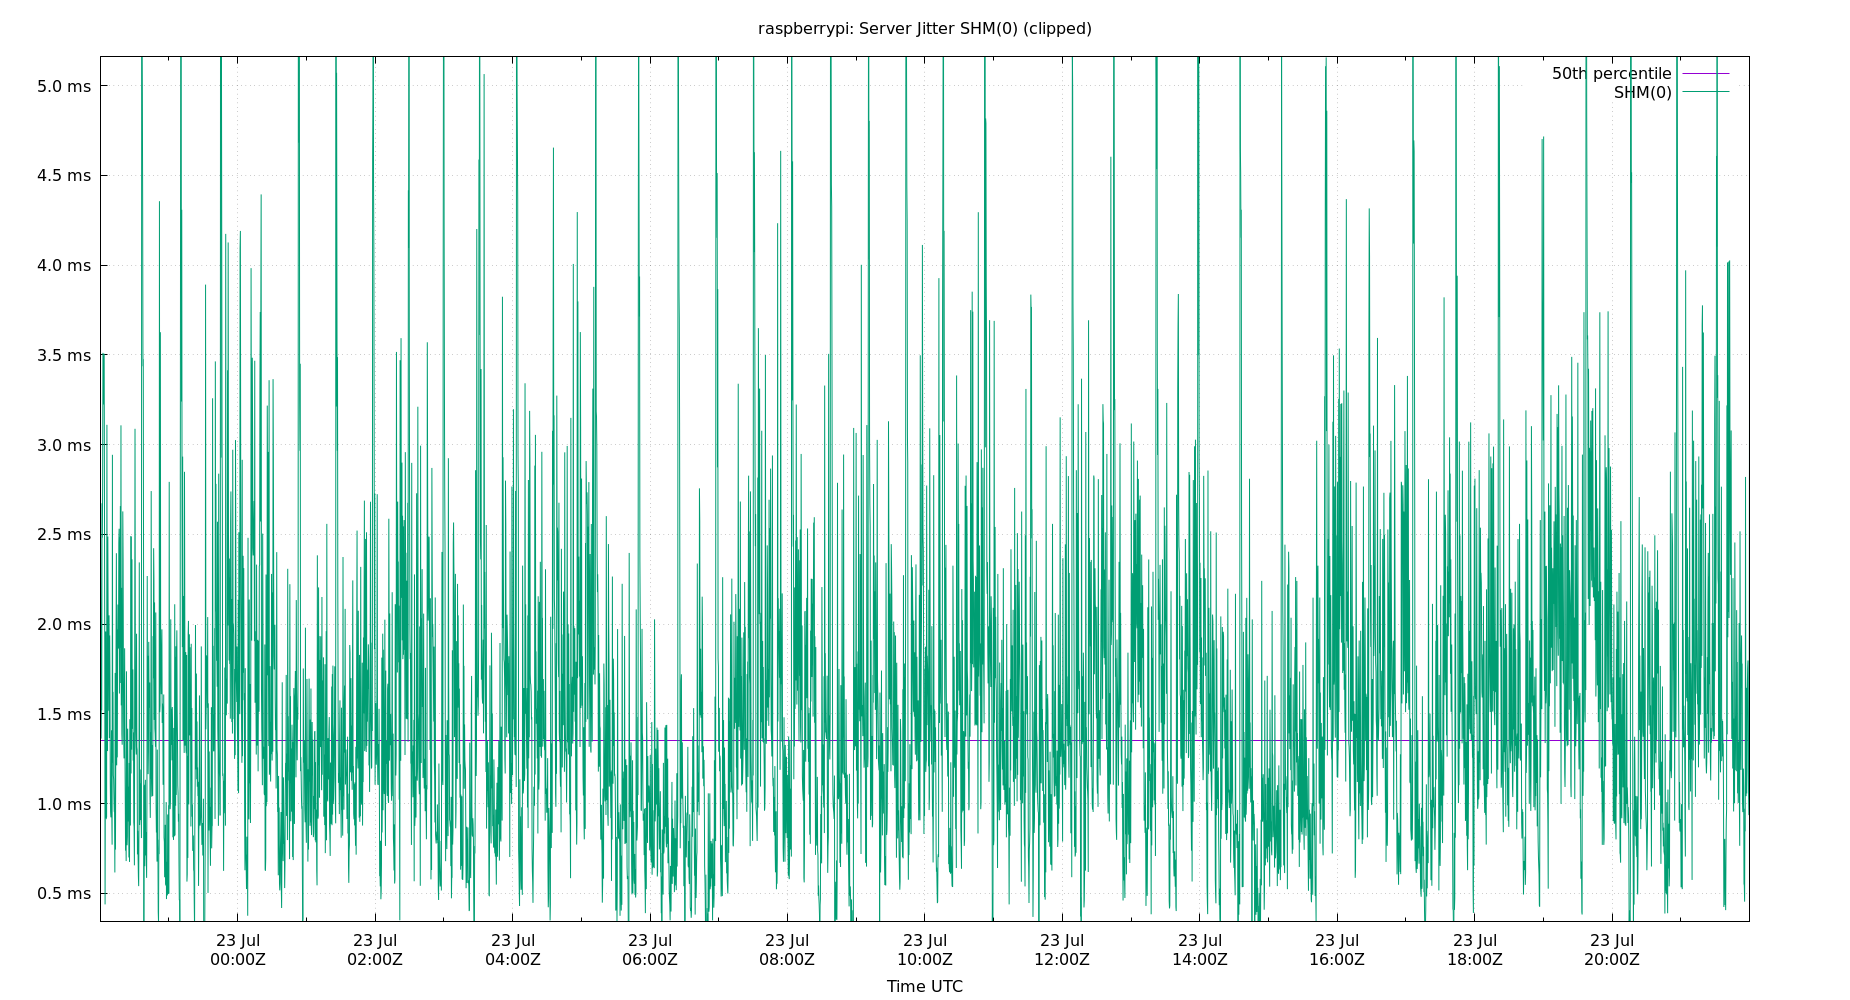 raspberrypi: Server Jitter SHM(0) (clipped)
50th percentile
SHM(0)
5.0 ms
4.5 ms
4.0 ms
3.5 ms
3.0 ms
2.5 ms
2.0 ms
1.5 ms
1.0 ms
0.5 ms
23 Jul 23 Jul 23 Jul 23 Jul 23 Jul 23 Jul 23 Jul 23 Jul 23 Jul 23 Jul 23 Jul
00:00Z 02:00Z 04:00Z 06:00Z 08:00Z 10:00Z 12:00Z 14:00Z 16:00Z 18:00Z 20:00Z
Time UTC